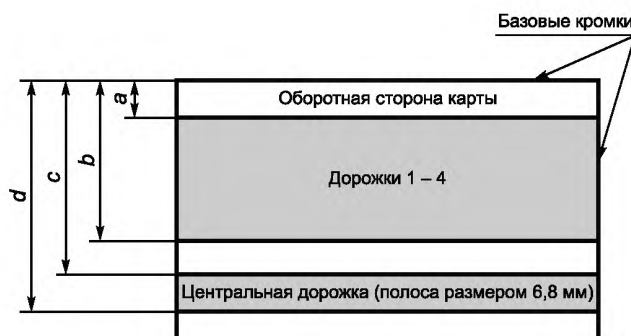 Базовые кромки
Оборотная сторона карты
a
Дорожки 1 – 4
b
c
d
Центральная дорожка (полоса размером 6,8 мм)